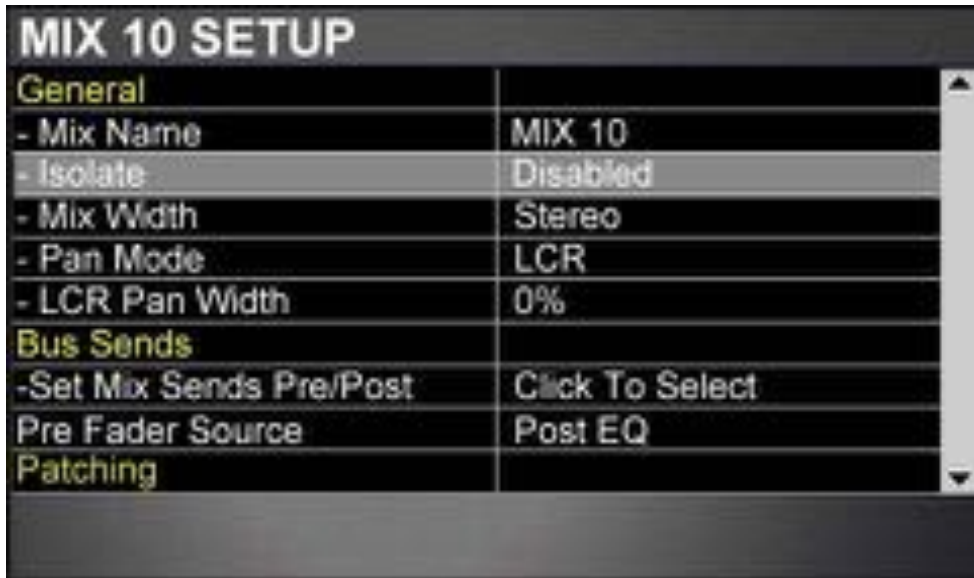 MIX 10 SETUP
General
- Mix Name MIX 10
- Isolate Disabled
- Mix Width Stereo
- Pan Mode LCR
- LCR Pan Width 0%
Bus Sends
-Set Mix Sends Pre/Post Click To Select
Pre Fader Source Post EQ
Patching